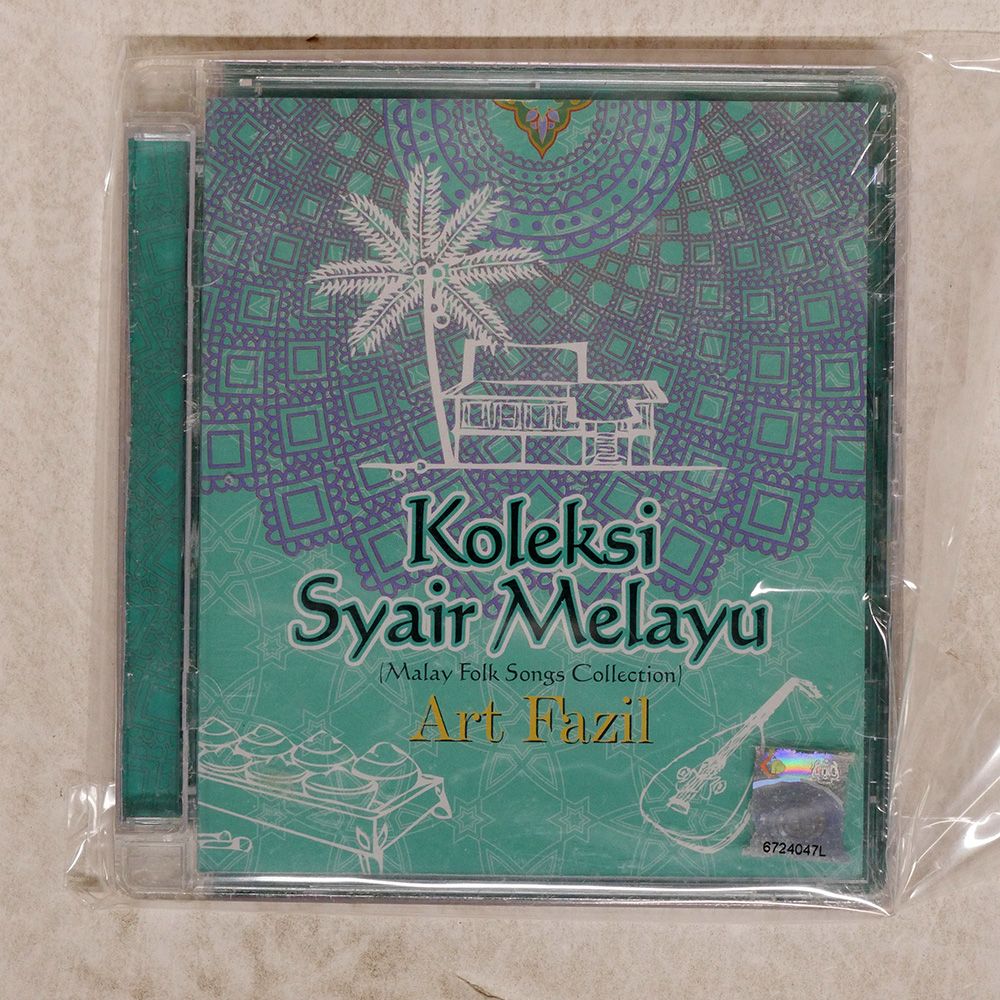 Koleksi
Syair Melayu
(Malay Folk Songs Collection)
Art Fazil
6724047L